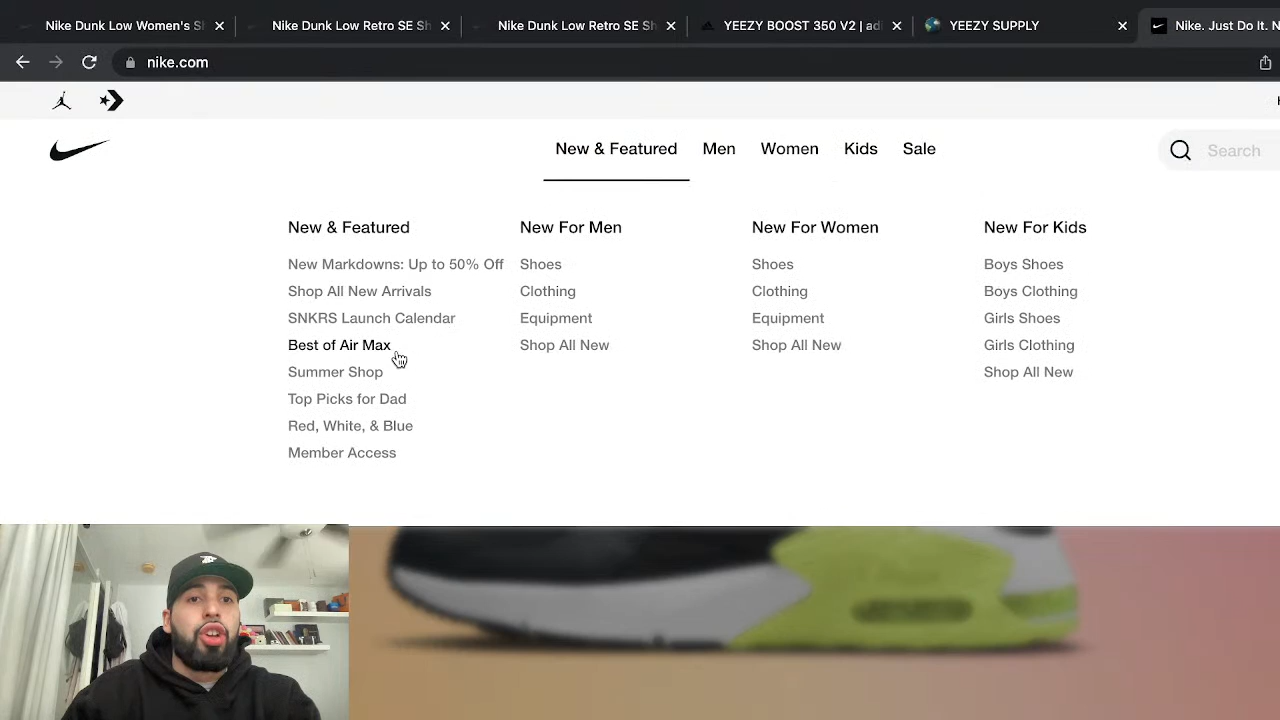 Nike Dunk Low Women's S
Nike Dunk Low Retro SE Sh
Nike Dunk Low Retro SE Sh
YEEZY BOOST 350 V2 | ad
YEEZY SUPPLY
Nike. Just Do It. N
nike.com
New & Featured
Men
Women
Kids
Sale
Search
New & Featured
New Markdowns: Up to 50% Off
Shop All New Arrivals
SNKRS Launch Calendar
Best of Air Max
Summer Shop
Top Picks for Dad
Red, White, & Blue
Member Access
New For Men
Shoes
Clothing
Equipment
Shop All New
New For Women
Shoes
Clothing
Equipment
Shop All New
New For Kids
Boys Shoes
Boys Clothing
Girls Shoes
Girls Clothing
Shop All New